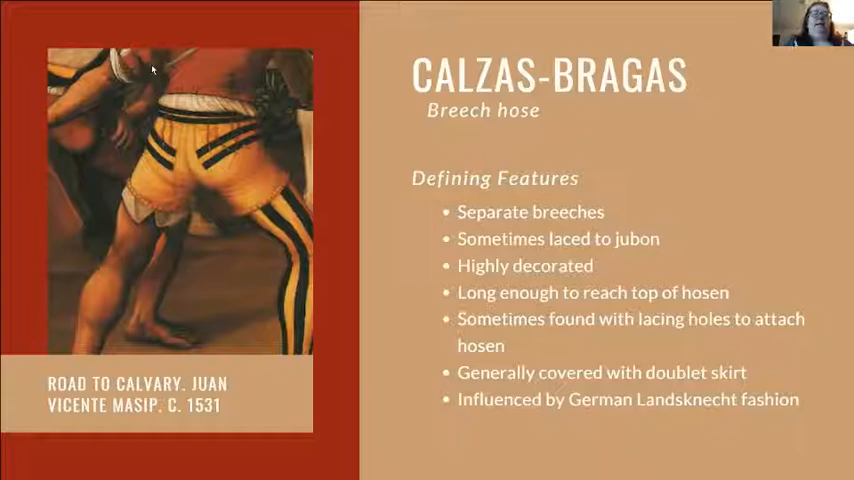 CALZAS-BRAGAS
Breech hose
Defining Features
• Separate breeches
• Sometimes laced to jubon
• Highly decorated
• Long enough to reach top of hosen
• Sometimes found with lacing holes to attach
hosen
• Generally covered with doublet skirt
• Influenced by German Landsknecht fashion
ROAD TO CALVARY. JUAN
VICENTE MASIP. C. 1531